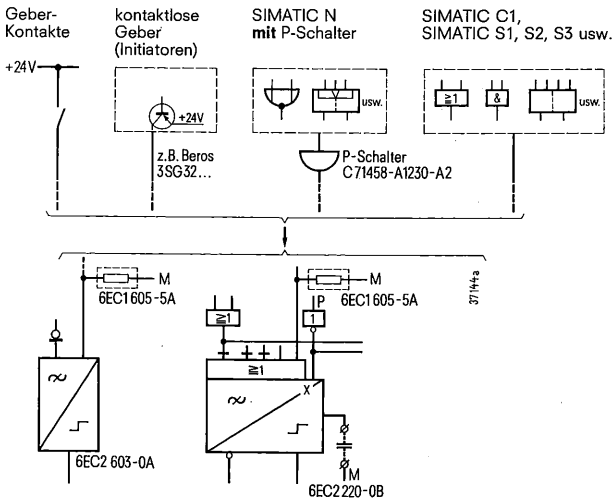 Geber-
Kontakte
kontaktlose
Geber
(Initiatoren)
SIMATIC N
mit P-Schalter
SIMATIC C1,
SIMATIC S1, S2, S3 usw.
+24V
+24V
usw.
≧1
&
usw.
z.B. Beros
3SG32...
P-Schalter
C71458-A1230-A2
M
6EC1605-5A
M
6EC1605-5A
37144a
≧1
P
1
≧1
X
6EC2 603-0A
M
6EC2 220-0B